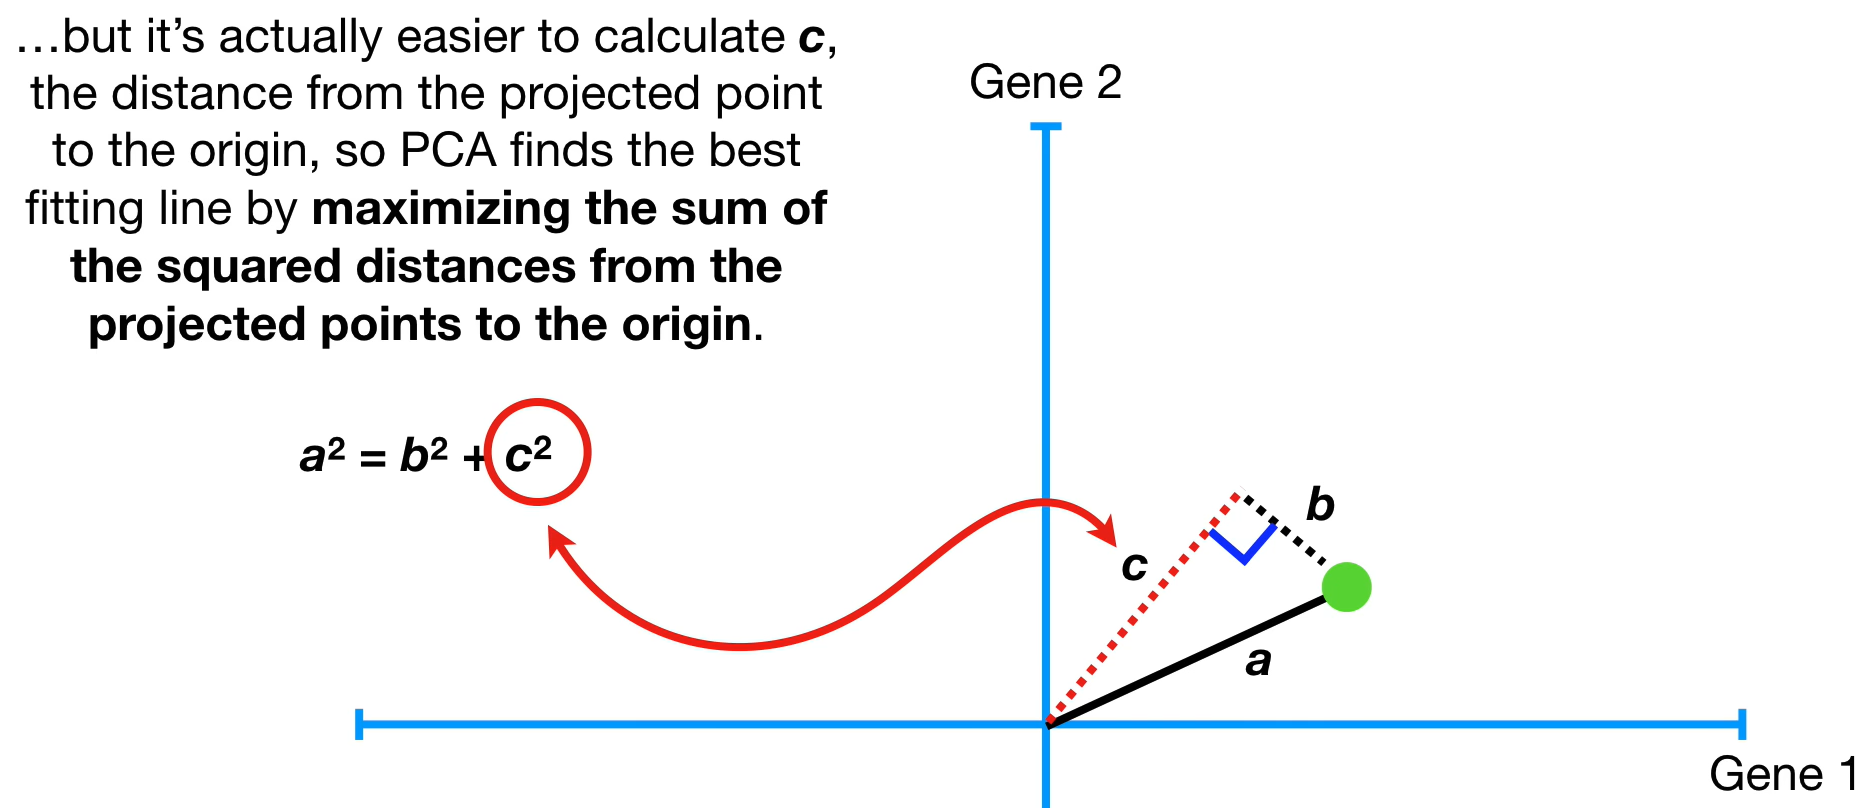 …but it’s actually easier to calculate c,
the distance from the projected point
to the origin, so PCA finds the best
fitting line by maximizing the sum of
the squared distances from the
projected points to the origin.
Gene 2
a² = b² + c²
b
c
a
Gene 1